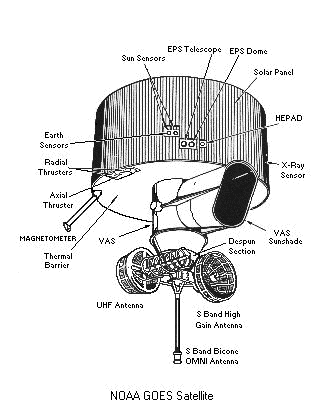 EPS Telescope
EPS Dome
Sun Sensors
Solar Panel
HEPAD
Earth
Sensors
Radial
Thrusters
X-Ray
Sensor
Axial
Thruster
MAGNETOMETER
VAS
Despun
Section
VAS
Sunshade
Thermal
Barrier
UHF Antenna
S Band High
Gain Antenna
S Band Bicone
OMNI Antenna
NOAA GOES Satellite